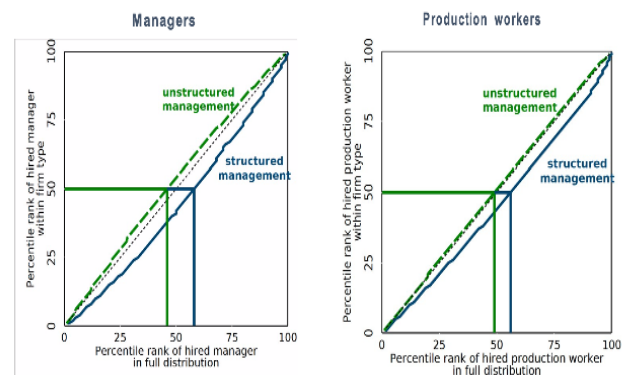 Managers
Percentile rank of hired manager
within firm type
100
75
50
25
0
unstructured
management
structured
management
0 25 50 75 100
Percentile rank of hired manager
in full distribution
Production workers
Percentile rank of hired production worker
within firm type
100
75
50
25
0
unstructured
management
structured
management
0 25 50 75 100
Percentile rank of hired production worker
in full distribution